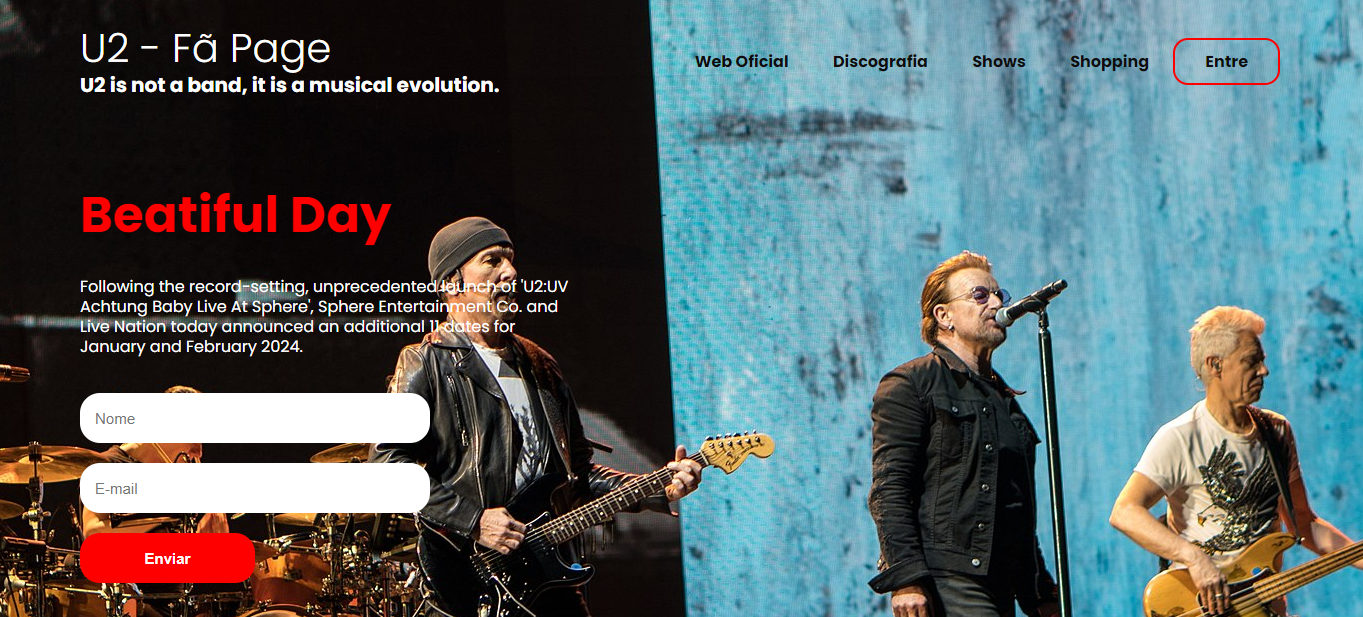 U2 - Fã Page
U2 is not a band, it is a musical evolution.
Web Oficial
Discografia
Shows
Shopping
Entre
Beatiful Day
Following the record-setting, unprecedented launch of 'U2:UV
Achtung Baby Live At Sphere', Sphere Entertainment Co. and
Live Nation today announced an additional 11 dates for
January and February 2024.
Nome
E-mail
Enviar